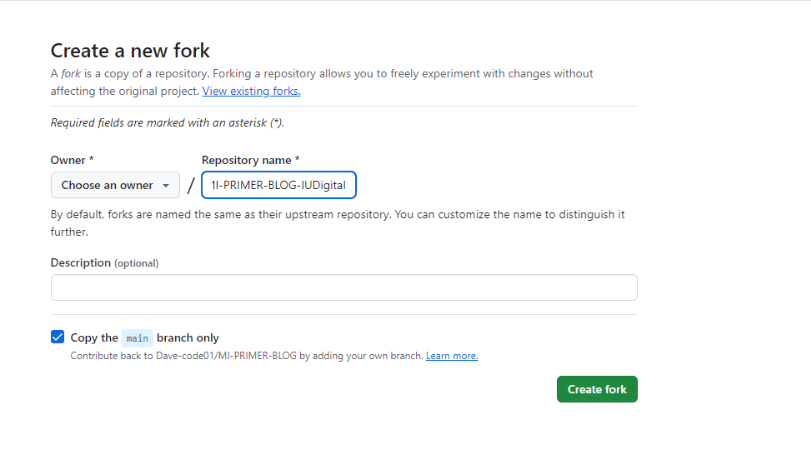 Create a new fork
A fork is a copy of a repository. Forking a repository allows you to freely experiment with changes without
affecting the original project. View existing forks.
Required fields are marked with an asterisk (*).
Owner *
Repository name *
Choose an owner
/
I-PRIMER-BLOG-IUDigital
By default, forks are named the same as their upstream repository. You can customize the name to distinguish it
further.
Description (optional)
Copy the main branch only
Contribute back to Dave-code01/MI-PRIMER-BLOG by adding your own branch. Learn more.
Create fork